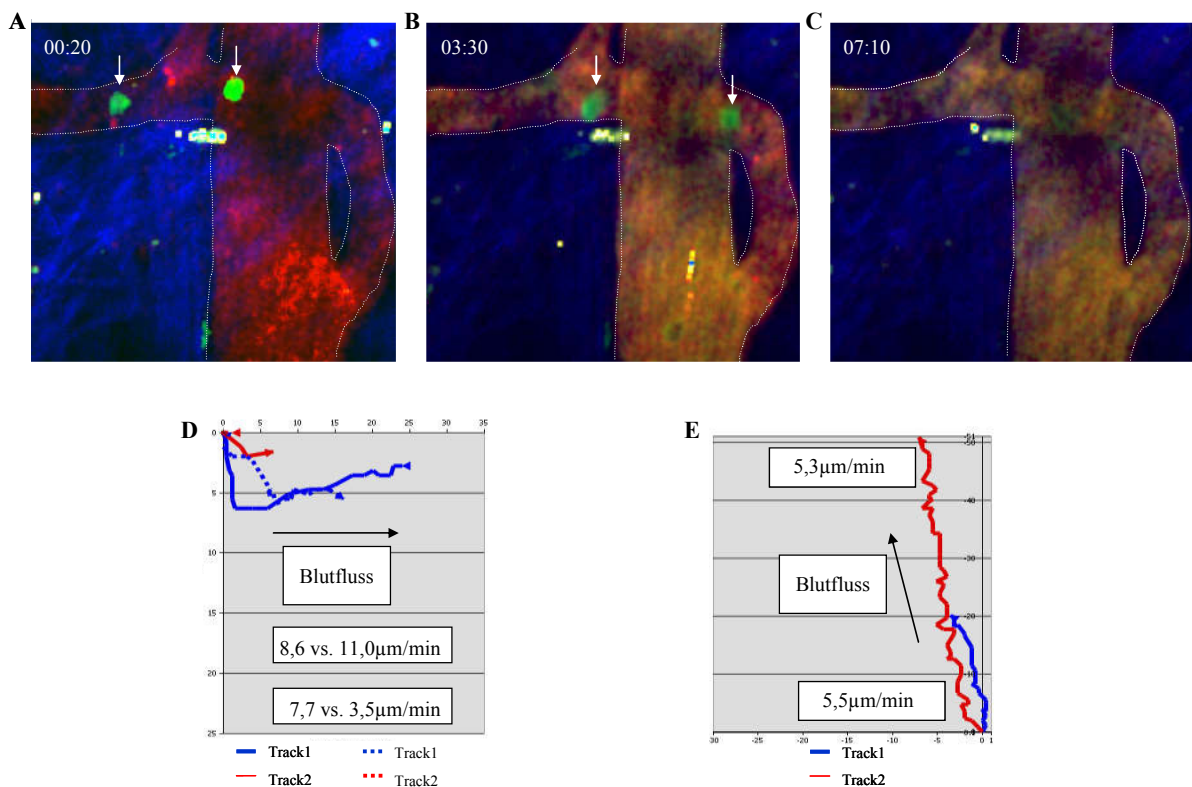 A
00:20
B
03:30
C
07:10
D
0 5 10 15 20 25 30 35
0
5
10
15
20
25
Blutfluss
8,6 vs. 11,0µm/min
7,7 vs. 3,5µm/min
Track1 Track1
Track2 Track2
E
-50
-40
-30
-20
-10
5,3µm/min
Blutfluss
5,5µm/min
-30 -25 -20 -15 -10 -5 0 1
Track1
Track2